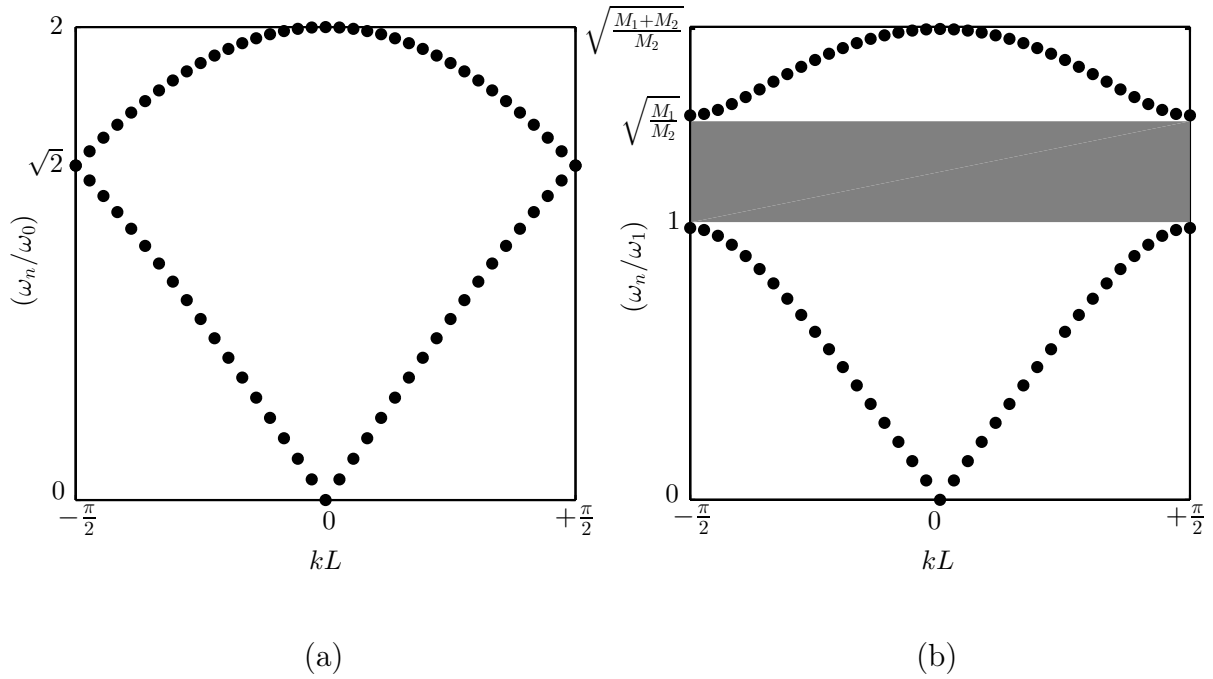 2
√2
(ω_n/ω_0)
0
−π/2
0
+π/2
kL
(a)
√((M_1+M_2)/M_2)
√(M_1/M_2)
1
(ω_n/ω_1)
0
−π/2
0
+π/2
kL
(b)